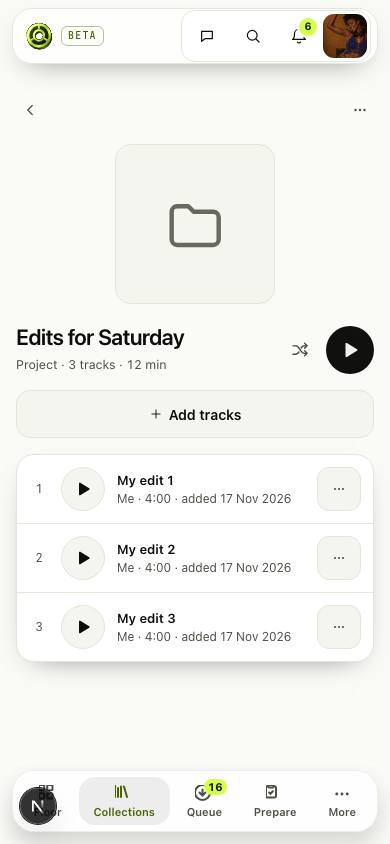 BETA
6
Edits for Saturday
Project · 3 tracks · 12 min
+ Add tracks
1
My edit 1
Me · 4:00 · added 17 Nov 2026
2
My edit 2
Me · 4:00 · added 17 Nov 2026
3
My edit 3
Me · 4:00 · added 17 Nov 2026
16
N
Collections
Queue
Prepare
More